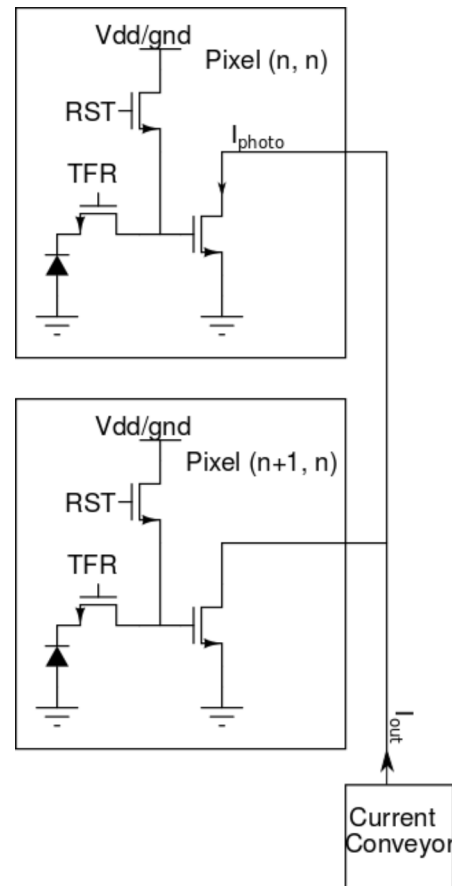 Vdd/gnd
Pixel (n, n)
RST
Iphoto
TFR
Vdd/gnd
Pixel (n+1, n)
RST
TFR
Iout
Current
Conveyor